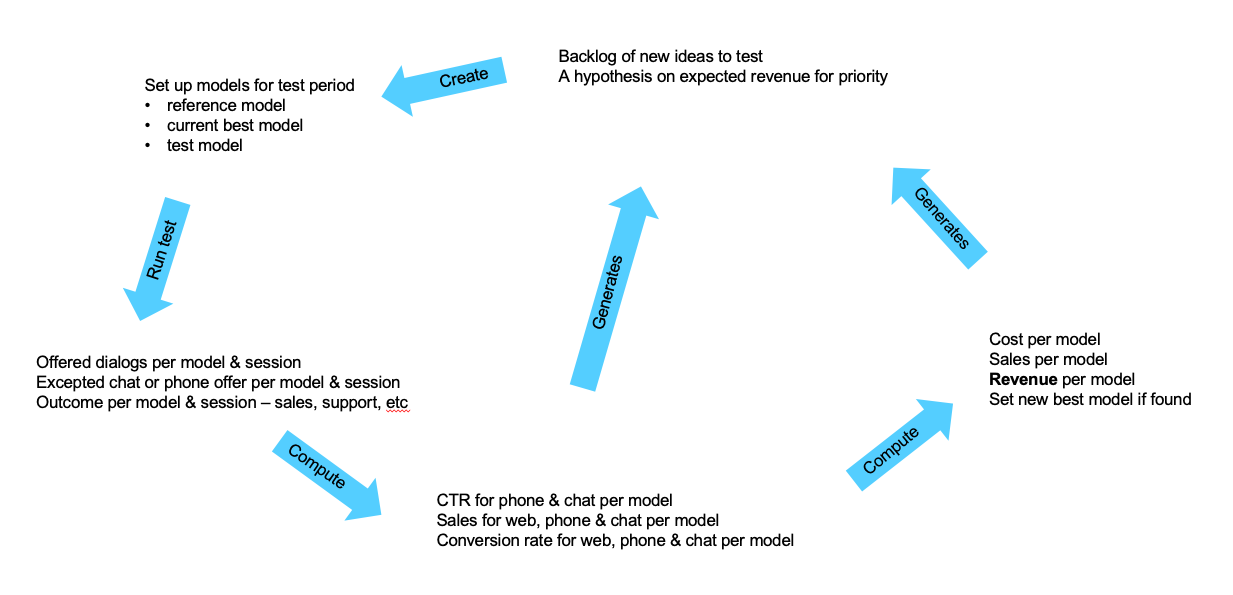 Backlog of new ideas to test
A hypothesis on expected revenue for priority
Create
Set up models for test period
• reference model
• current best model
• test model
Run test
Offered dialogs per model & session
Excepted chat or phone offer per model & session
Outcome per model & session – sales, support, etc
Compute
CTR for phone & chat per model
Sales for web, phone & chat per model
Conversion rate for web, phone & chat per model
Generates
Compute
Cost per model
Sales per model
Revenue per model
Set new best model if found
Generates